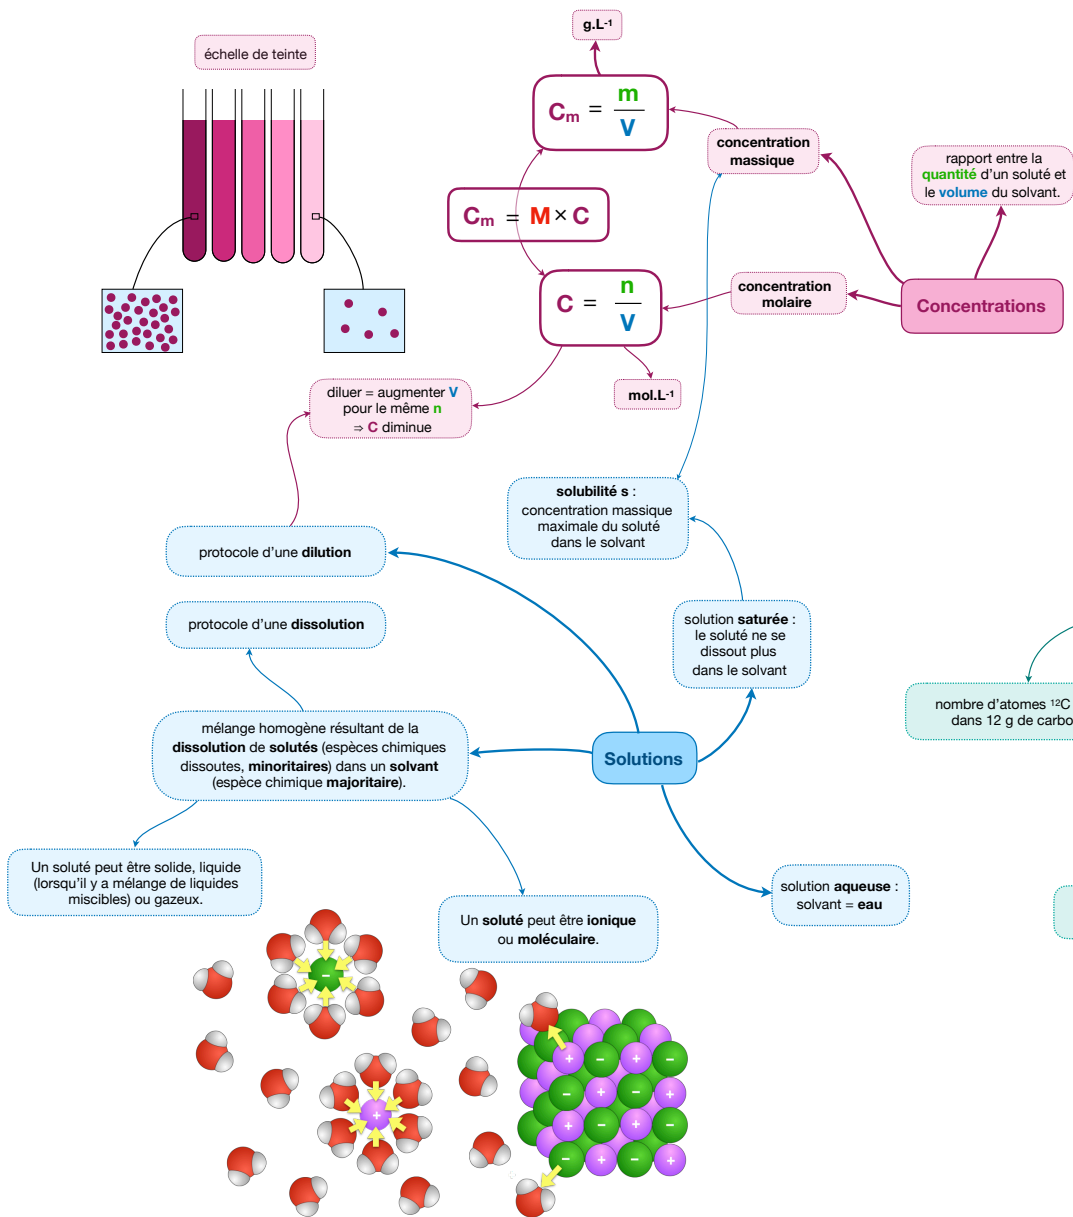 échelle de teinte
g.L⁻¹
Cₘ = m / V
concentration
massique
rapport entre la
quantité d'un soluté et
le volume du solvant.
Cₘ = M × C
C = n / V
concentration
molaire
Concentrations
mol.L⁻¹
diluer = augmenter V
pour le même n
⇒ C diminue
solubilité s :
concentration massique
maximale du soluté
dans le solvant
protocole d'une dilution
protocole d'une dissolution
solution saturée :
le soluté ne se
dissout plus
dans le solvant
nombre d'atomes ¹²C
dans 12 g de carbo
mélange homogène résultant de la
dissolution de solutés (espèces chimiques
dissoutes, minoritaires) dans un solvant
(espèce chimique majoritaire).
Solutions
Un soluté peut être solide, liquide
(lorsqu'il y a mélange de liquides
miscibles) ou gazeux.
solution aqueuse :
solvant = eau
Un soluté peut être ionique
ou moléculaire.
−
+
+ − + −
− + − +
+ − + −
− + − +